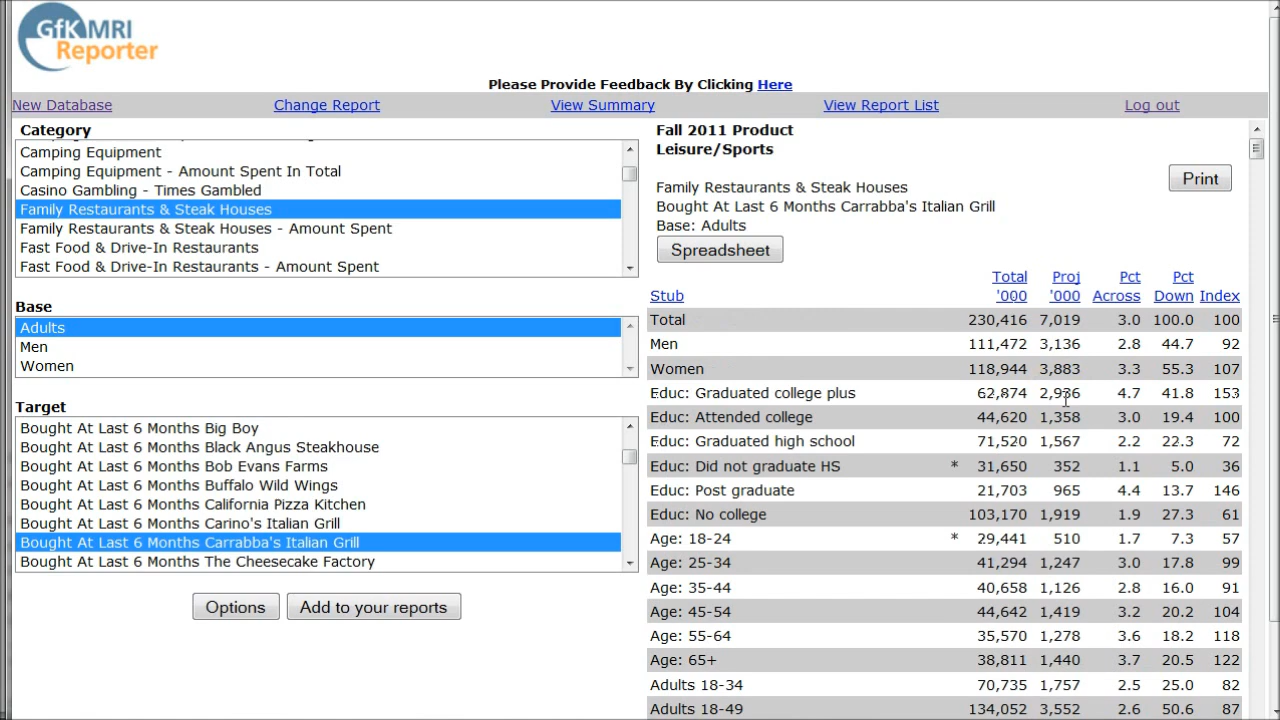 GfK MRI
Reporter
Please Provide Feedback By Clicking Here
New Database Change Report View Summary View Report List Log out
Category
Camping Equipment
Camping Equipment - Amount Spent In Total
Casino Gambling - Times Gambled
Family Restaurants & Steak Houses
Family Restaurants & Steak Houses - Amount Spent
Fast Food & Drive-In Restaurants
Fast Food & Drive-In Restaurants - Amount Spent
Base
Adults
Men
Women
Target
Bought At Last 6 Months Big Boy
Bought At Last 6 Months Black Angus Steakhouse
Bought At Last 6 Months Bob Evans Farms
Bought At Last 6 Months Buffalo Wild Wings
Bought At Last 6 Months California Pizza Kitchen
Bought At Last 6 Months Carino's Italian Grill
Bought At Last 6 Months Carrabba's Italian Grill
Bought At Last 6 Months The Cheesecake Factory
Options Add to your reports
Fall 2011 Product
Leisure/Sports
Print
Family Restaurants & Steak Houses
Bought At Last 6 Months Carrabba's Italian Grill
Base: Adults
Spreadsheet
Total Proj Pct Pct
Stub '000 '000 Across Down Index
Total 230,416 7,019 3.0 100.0 100
Men 111,472 3,136 2.8 44.7 92
Women 118,944 3,883 3.3 55.3 107
Educ: Graduated college plus 62,874 2,936 4.7 41.8 153
Educ: Attended college 44,620 1,358 3.0 19.4 100
Educ: Graduated high school 71,520 1,567 2.2 22.3 72
Educ: Did not graduate HS * 31,650 352 1.1 5.0 36
Educ: Post graduate 21,703 965 4.4 13.7 146
Educ: No college 103,170 1,919 1.9 27.3 61
Age: 18-24 * 29,441 510 1.7 7.3 57
Age: 25-34 41,294 1,247 3.0 17.8 99
Age: 35-44 40,658 1,126 2.8 16.0 91
Age: 45-54 44,642 1,419 3.2 20.2 104
Age: 55-64 35,570 1,278 3.6 18.2 118
Age: 65+ 38,811 1,440 3.7 20.5 122
Adults 18-34 70,735 1,757 2.5 25.0 82
Adults 18-49 134,052 3,552 2.6 50.6 87